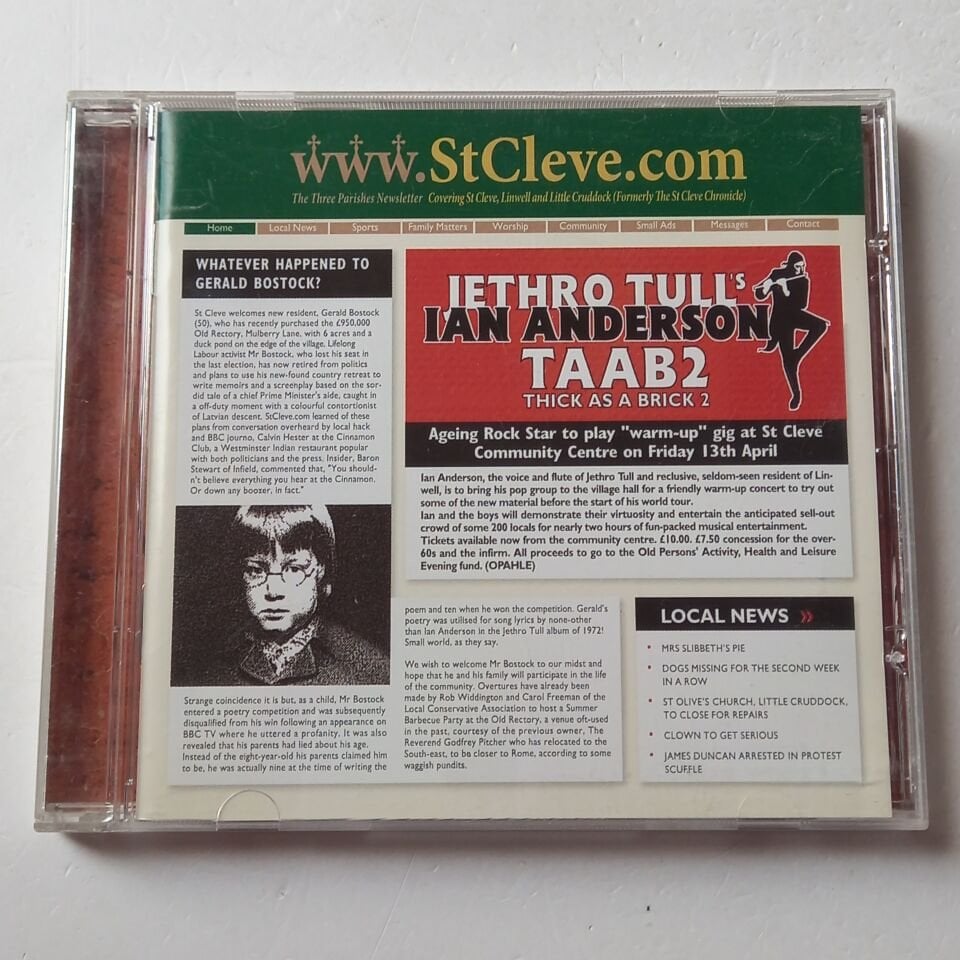 www.StCleve.com
The Three Parishes Newsletter Covering St Cleve, Linwell and Little Cruddock (Formerly The St Cleve Chronicle)
Home Local News Sports Family Matters Worship Community Small Ads Messages Contact
WHATEVER HAPPENED TO
GERALD BOSTOCK?
St Cleve welcomes new resident, Gerald Bostock
(50), who has recently purchased the £950,000
Old Rectory, Mulberry Lane, with 6 acres and a
duck pond on the edge of the village. Lifelong
Labour activist Mr Bostock, who lost his seat in
the last election, has now retired from politics
and plans to use his new-found country retreat to
write memoirs and a screenplay based on the sor-
did tale of a chief Prime Minister's aide, caught in
a off-duty moment with a colourful contortionist
of Latvian descent. StCleve.com learned of these
plans from conversation overheard by local hack
and BBC journo, Calvin Hester at the Cinnamon
Club, a Westminster Indian restaurant popular
with both politicians and the press. Insider, Baron
Stewart of Infield, commented that, "You should-
n't believe everything you hear at the Cinnamon.
Or down any boozer, in fact."
Strange coincidence it is but, as a child, Mr Bostock
entered a poetry competition and was subsequently
disqualified from his win following an appearance on
BBC TV where he uttered a profanity. It was also
revealed that his parents had lied about his age.
Instead of the eight-year-old his parents claimed him
to be, he was actually nine at the time of writing the
poem and ten when he won the competition. Gerald's
poetry was utilised for song lyrics by none-other
than Ian Anderson in the Jethro Tull album of 1972!
Small world, as they say.
We wish to welcome Mr Bostock to our midst and
hope that he and his family will participate in the life
of the community. Overtures have already been
made by Rob Widdington and Carol Freeman of the
Local Conservative Association to host a Summer
Barbecue Party at the Old Rectory, a venue oft-used
in the past, courtesy of the previous owner, The
Reverend Godfrey Pitcher who has relocated to the
South-east, to be closer to Rome, according to some
waggish pundits.
JETHRO TULL'S
IAN ANDERSON
TAAB2
THICK AS A BRICK 2
Ageing Rock Star to play "warm-up" gig at St Cleve
Community Centre on Friday 13th April
Ian Anderson, the voice and flute of Jethro Tull and reclusive, seldom-seen resident of Lin-
well, is to bring his pop group to the village hall for a friendly warm-up concert to try out
some of the new material before the start of his world tour.
Ian and the boys will demonstrate their virtuosity and entertain the anticipated sell-out
crowd of some 200 locals for nearly two hours of fun-packed musical entertainment.
Tickets available now from the community centre. £10.00. £7.50 concession for the over-
60s and the infirm. All proceeds to go to the Old Persons' Activity, Health and Leisure
Evening fund. (OPAHLE)
LOCAL NEWS »
• MRS SLIBBETH'S PIE
• DOGS MISSING FOR THE SECOND WEEK
IN A ROW
• ST OLIVE'S CHURCH, LITTLE CRUDDOCK,
TO CLOSE FOR REPAIRS
• CLOWN TO GET SERIOUS
• JAMES DUNCAN ARRESTED IN PROTEST
SCUFFLE